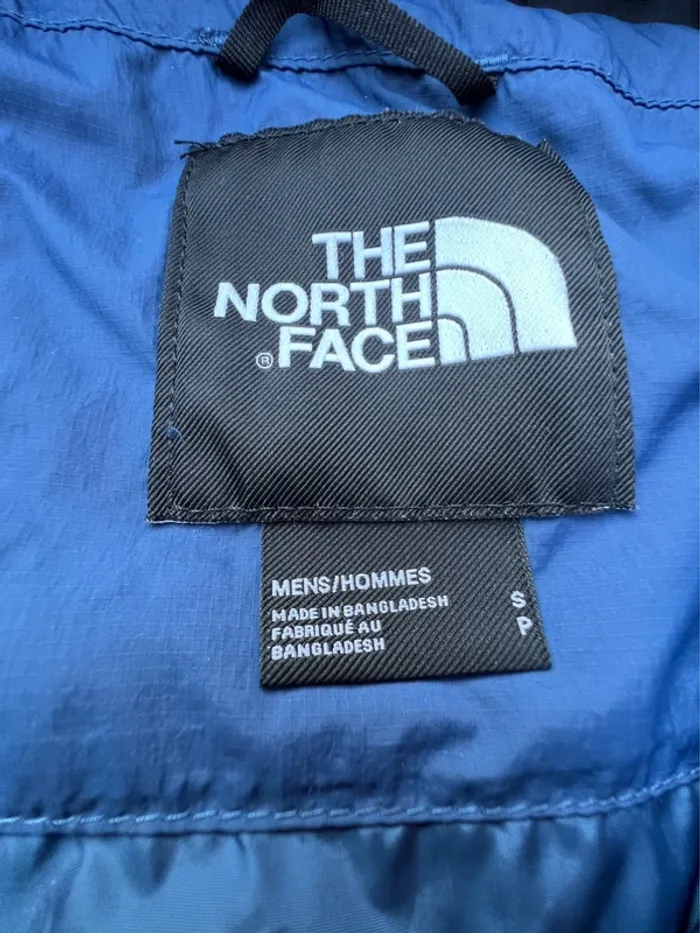 THE
NORTH
® FACE
MENS/HOMMES
MADE IN BANGLADESH
FABRIQUÉ AU
BANGLADESH
S
P